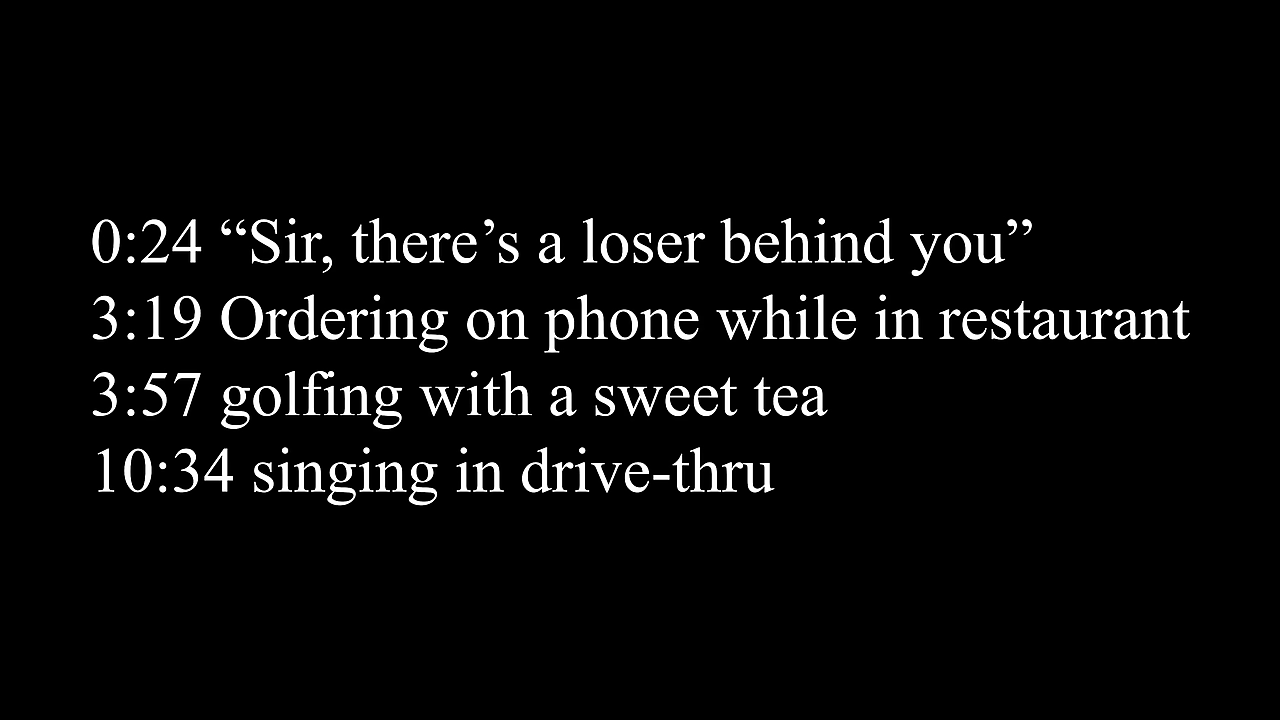 0:24 “Sir, there’s a loser behind you”
3:19 Ordering on phone while in restaurant
3:57 golfing with a sweet tea
10:34 singing in drive-thru